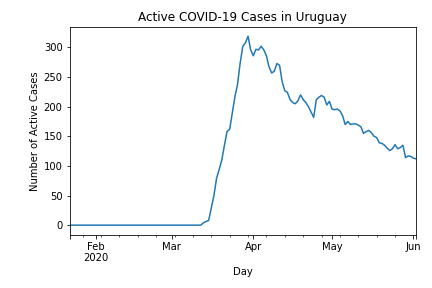 Active COVID-19 Cases in Uruguay
Number of Active Cases
300
250
200
150
100
50
0
Feb Mar Apr May Jun
2020
Day